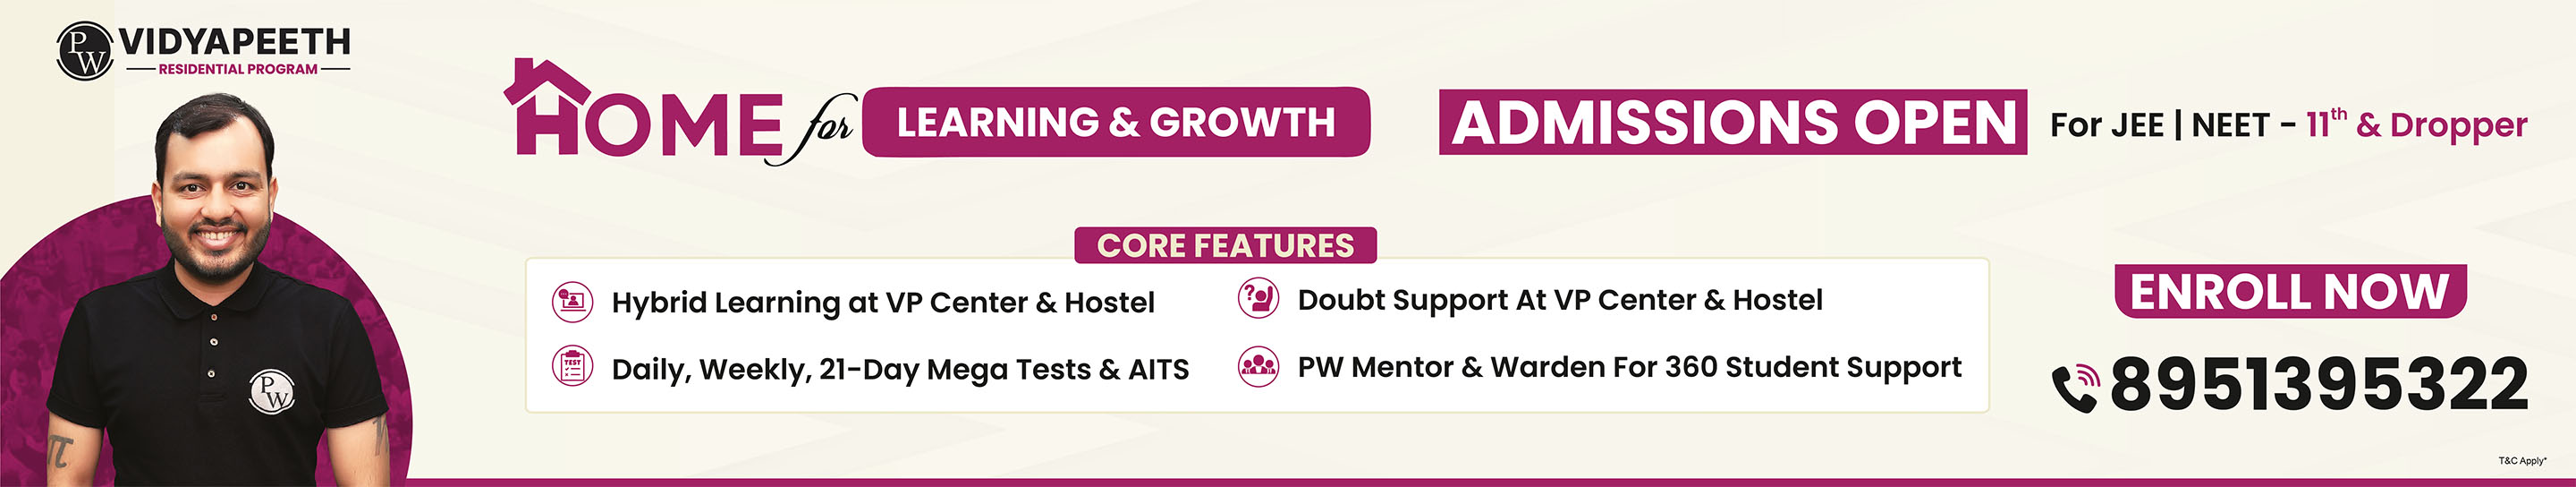 PW VIDYAPEETH
RESIDENTIAL PROGRAM
HOME for LEARNING & GROWTH
ADMISSIONS OPEN For JEE | NEET - 11th & Dropper
CORE FEATURES
Hybrid Learning at VP Center & Hostel
Doubt Support At VP Center & Hostel
TEST
Daily, Weekly, 21-Day Mega Tests & AITS
PW Mentor & Warden For 360 Student Support
ENROLL NOW
8951395322
PW
π
T&C Apply*